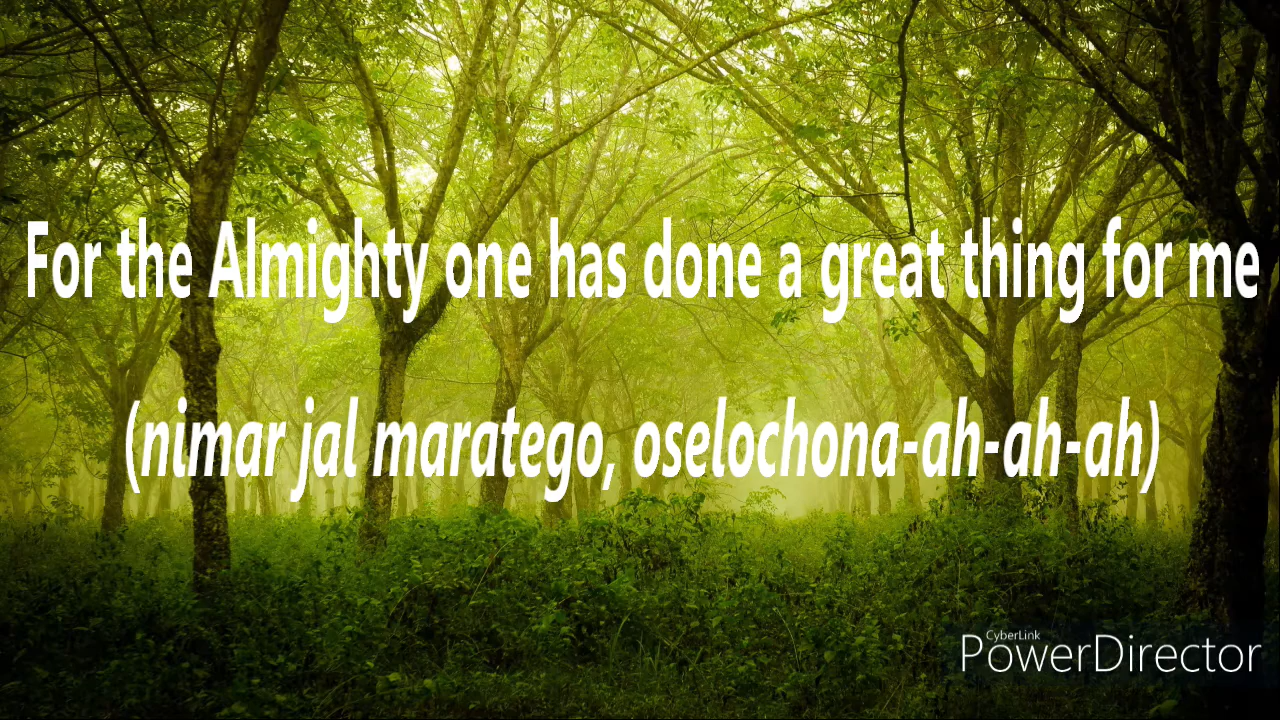 For the Almighty one has done a great thing for me
(nimar jal maratego, oselochona-ah-ah-ah)
CyberLink
PowerDirector